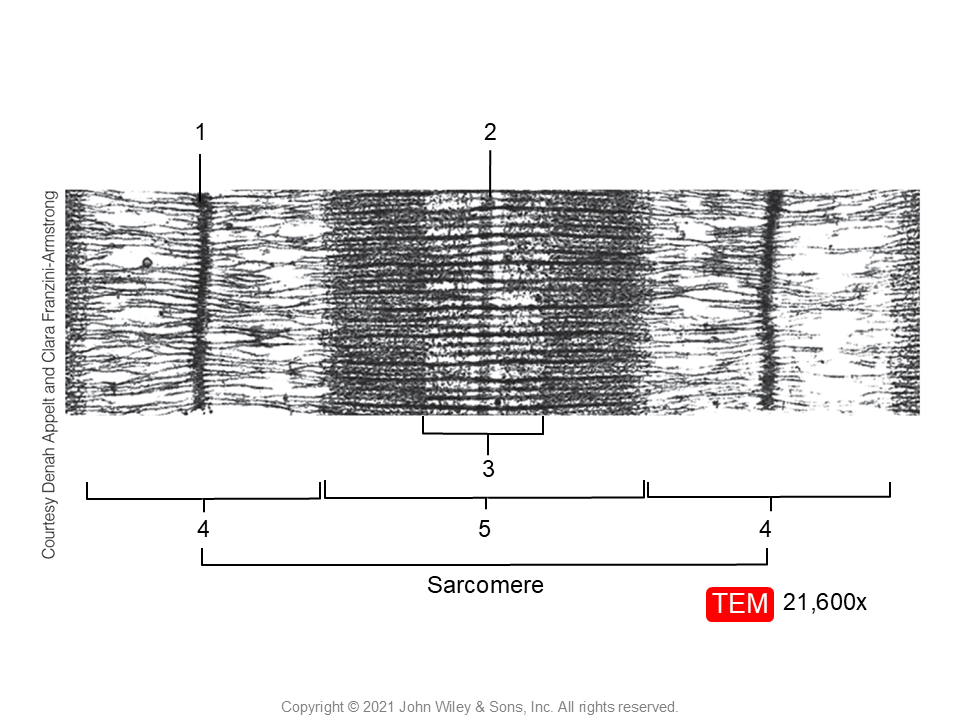 1
2
Courtesy Denah Appelt and Clara Franzini-Armstrong
3
4
5
4
Sarcomere
TEM 21,600x
Copyright © 2021 John Wiley & Sons, Inc. All rights reserved.